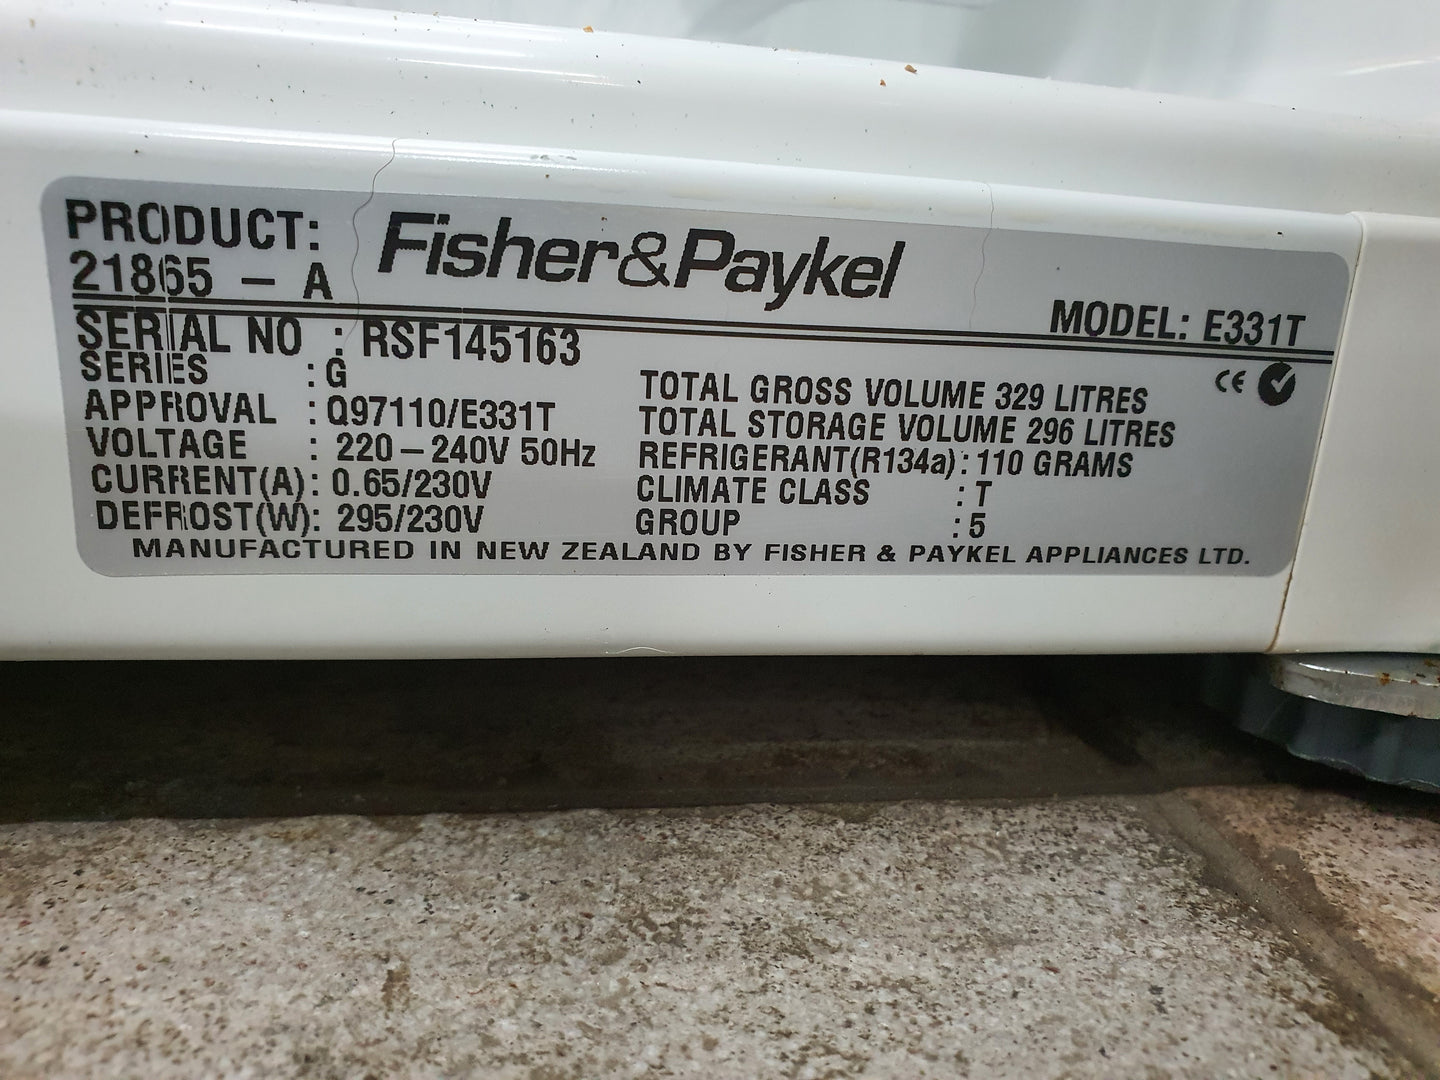 PRODUCT:
21865 – A
Fisher&Paykel
MODEL: E331T
SERIAL NO : RSF145163
SERIES : G
APPROVAL : Q97110/E331T
VOLTAGE : 220–240V 50Hz
CURRENT(A): 0.65/230V
DEFROST(W): 295/230V
CE
TOTAL GROSS VOLUME 329 LITRES
TOTAL STORAGE VOLUME 296 LITRES
REFRIGERANT(R134a): 110 GRAMS
CLIMATE CLASS : T
GROUP : 5
MANUFACTURED IN NEW ZEALAND BY FISHER & PAYKEL APPLIANCES LTD.